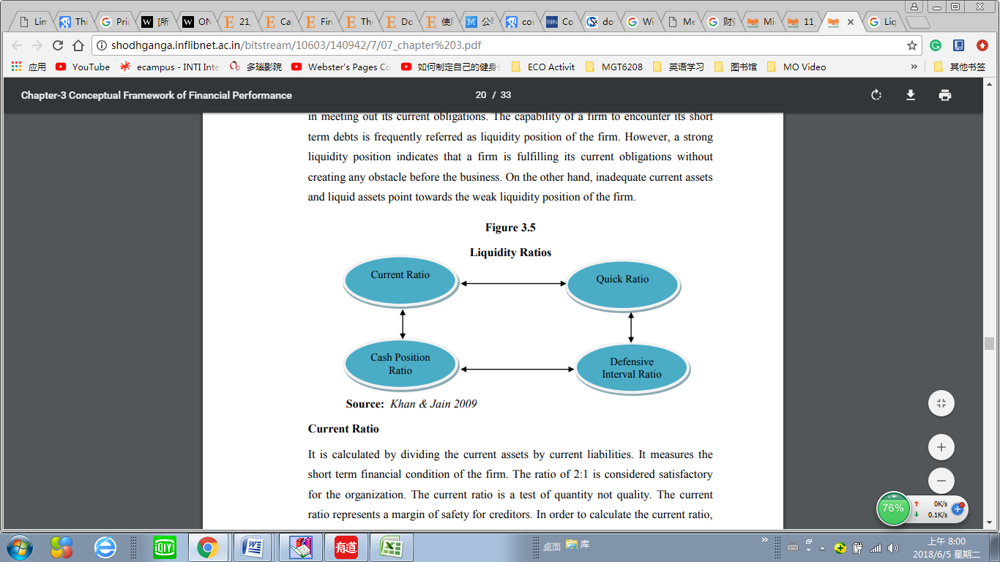 Lin
Thi
Pri
[所
ON
21,
Ca
Fin
The
Do
使用
公司
con
Co
do
Wi
Me
财务
Mi
11_
Liq
shodhganga.inflibnet.ac.in/bitstream/10603/140942/7/07_chapter%203.pdf
应用
YouTube
ecampus - INTI Inte
多瑙影院
Webster's Pages Co
如何制定自己的健身
ECO Activit
MGT6208
英语学习
图书馆
MO Video
»
其他书签
Chapter-3 Conceptual Framework of Financial Performance
20 / 33
in meeting out its current obligations. The capability of a firm to encounter its short
term debts is frequently referred as liquidity position of the firm. However, a strong
liquidity position indicates that a firm is fulfilling its current obligations without
creating any obstacle before the business. On the other hand, inadequate current assets
and liquid assets point towards the weak liquidity position of the firm.
Figure 3.5
Liquidity Ratios
Current Ratio
Quick Ratio
Cash Position
Ratio
Defensive
Interval Ratio
Source: Khan & Jain 2009
Current Ratio
It is calculated by dividing the current assets by current liabilities. It measures the
short term financial condition of the firm. The ratio of 2:1 is considered satisfactory
for the organization. The current ratio is a test of quantity not quality. The current
ratio represents a margin of safety for creditors. In order to calculate the current ratio,
76%
0K/s
0.1K/s
QIYI
有道
桌面
库
»
上午 8:00
2018/6/5 星期二